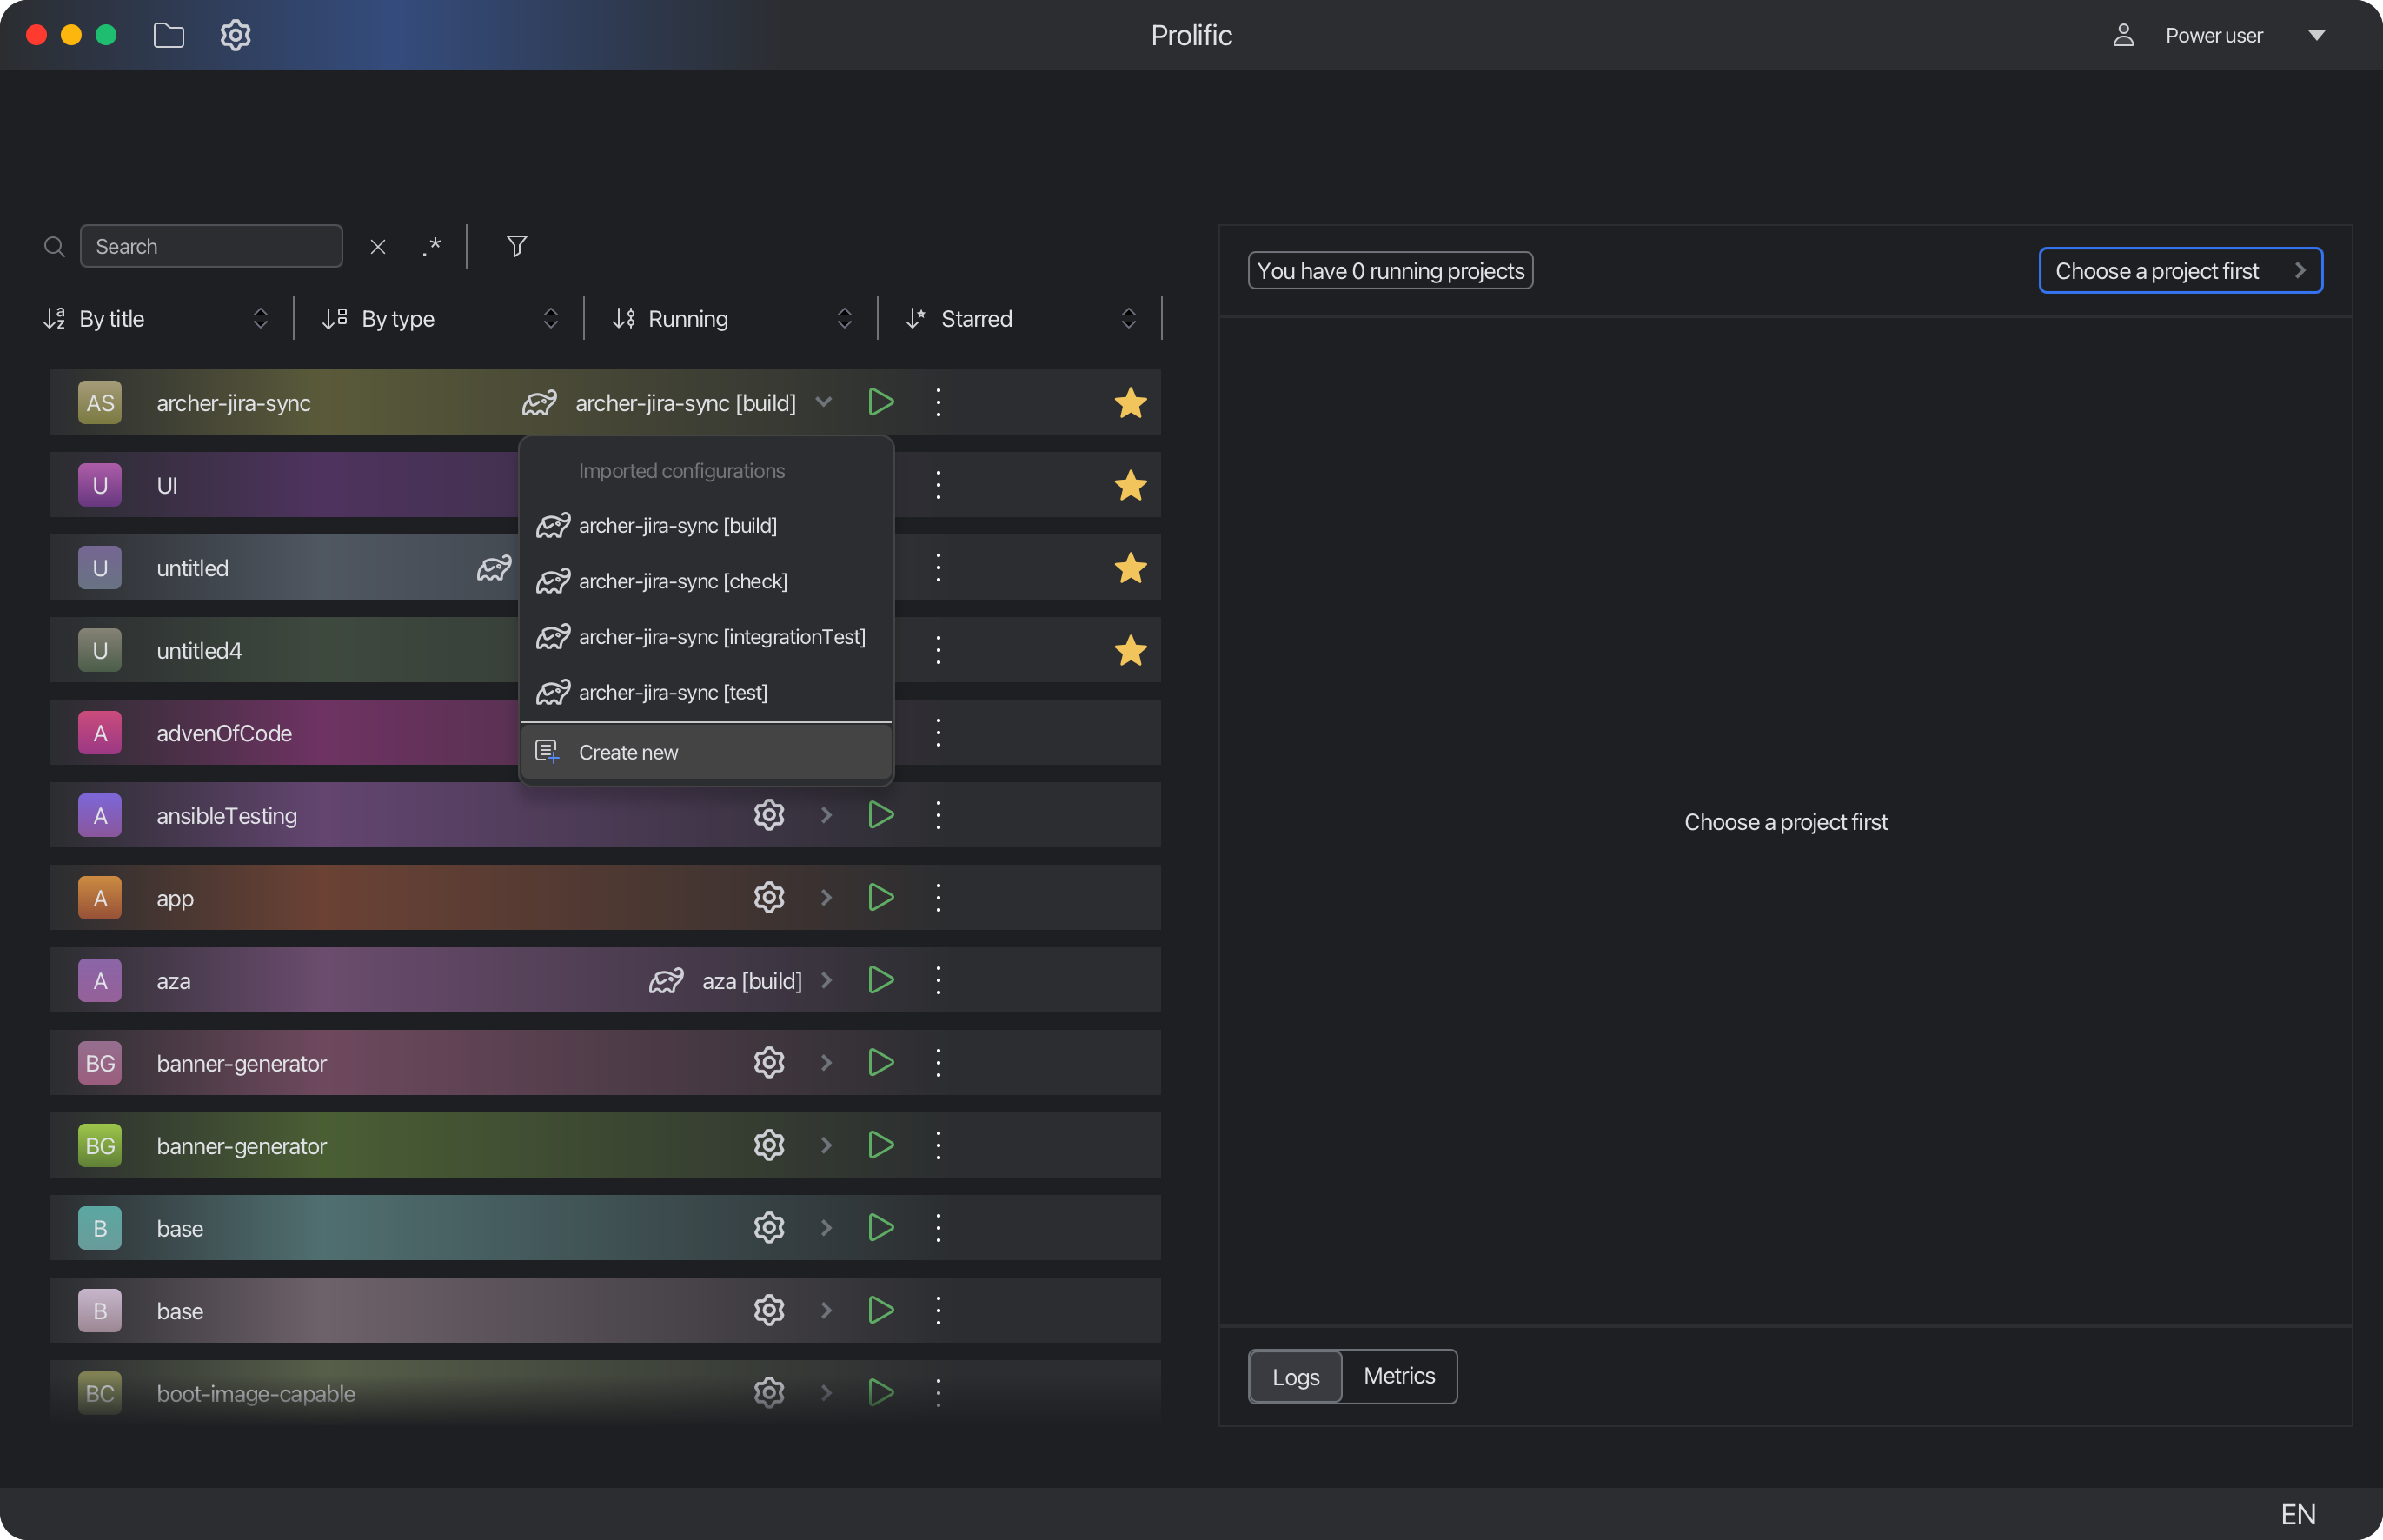 Prolific
Power user
Search
.*
By title
By type
Running
Starred
You have 0 running projects
Choose a project first
AS archer-jira-sync archer-jira-sync [build]
Imported configurations
archer-jira-sync [build]
archer-jira-sync [check]
archer-jira-sync [integrationTest]
archer-jira-sync [test]
Create new
U UI
U untitled
U untitled4
A advenOfCode
A ansibleTesting
A app
A aza aza [build]
BG banner-generator
BG banner-generator
B base
B base
BC boot-image-capable
Choose a project first
Logs Metrics
EN